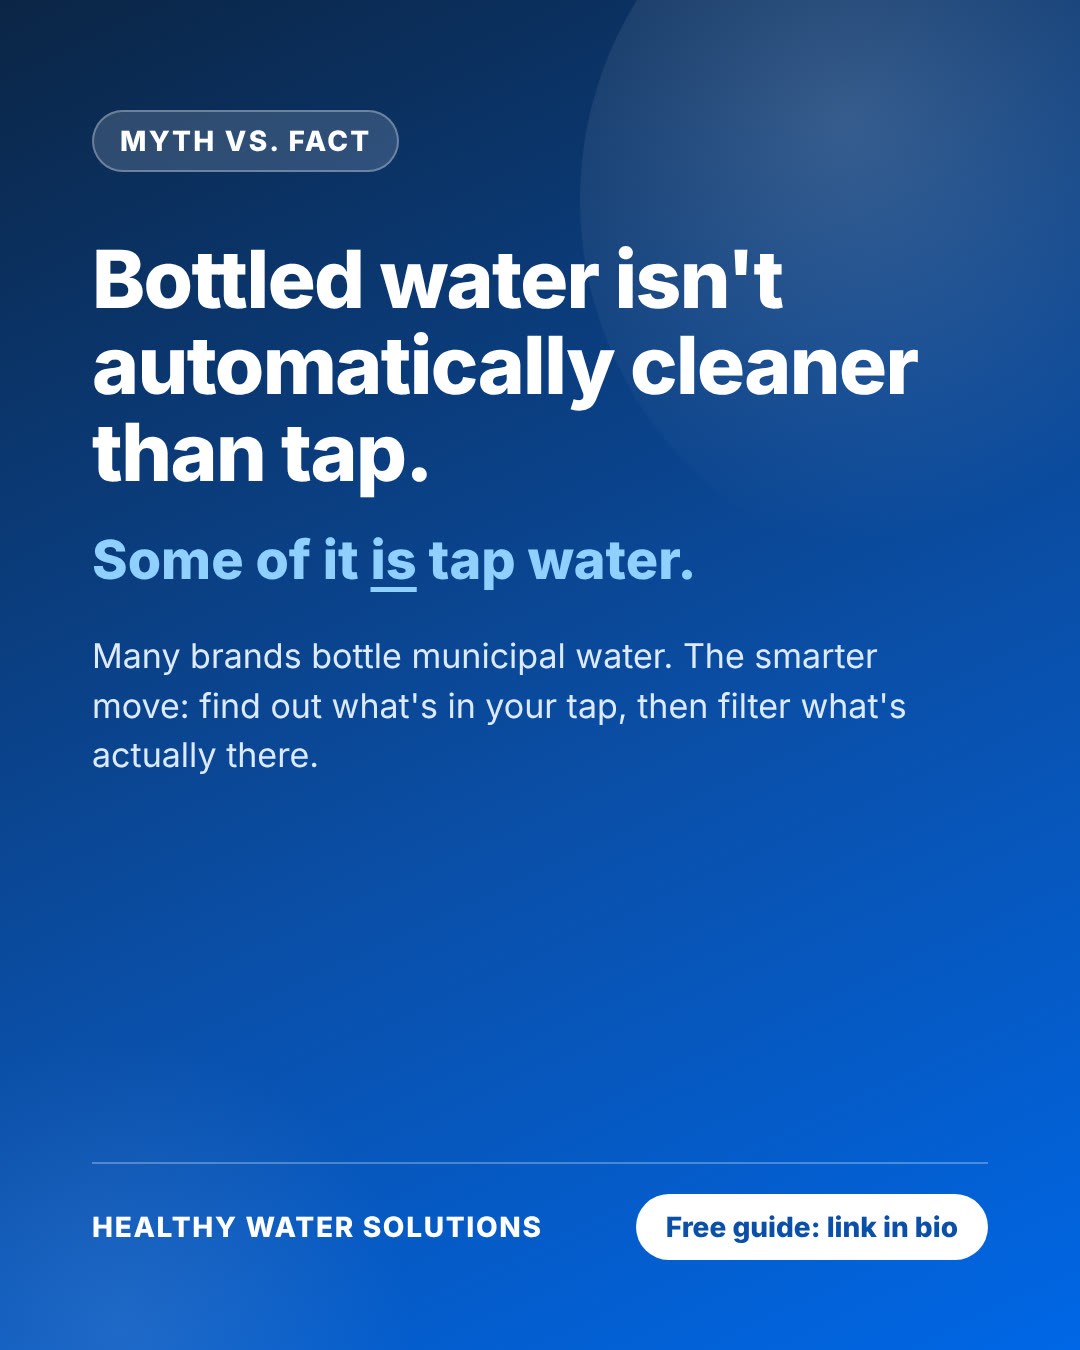 MYTH VS. FACT
Bottled water isn't
automatically cleaner
than tap.
Some of it is tap water.
Many brands bottle municipal water. The smarter
move: find out what's in your tap, then filter what's
actually there.
HEALTHY WATER SOLUTIONS
Free guide: link in bio